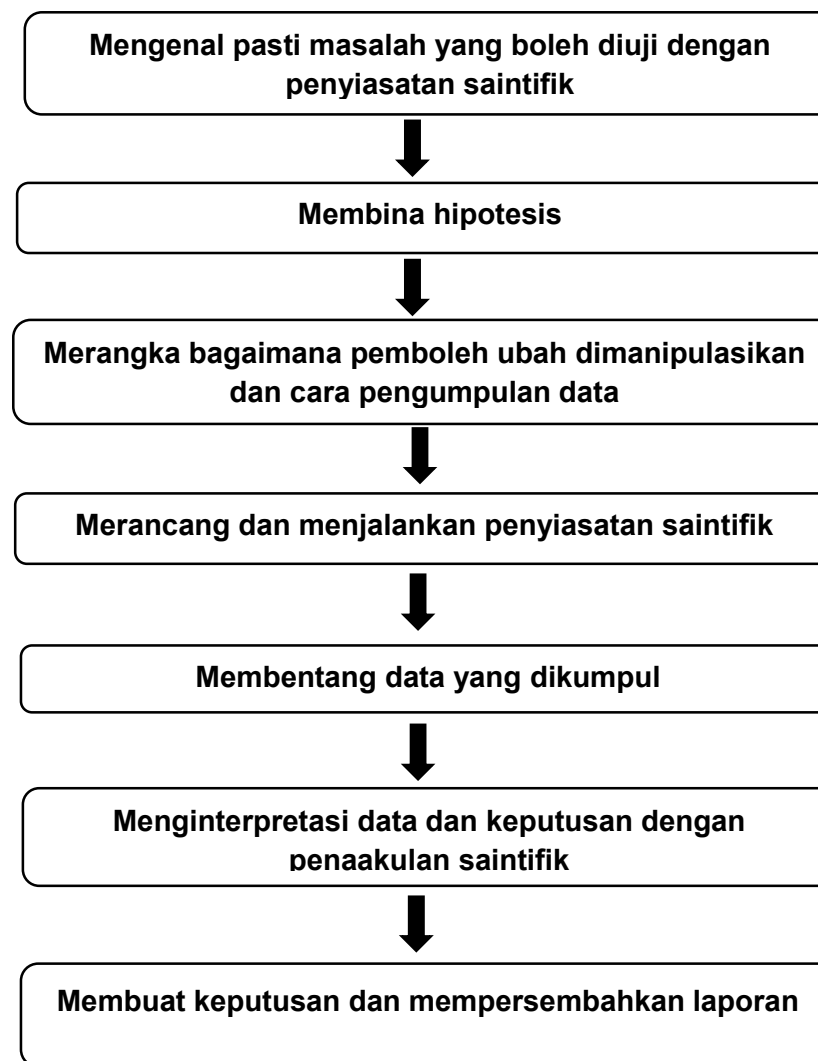 Mengenal pasti masalah yang boleh diuji dengan
penyiasatan saintifik
Membina hipotesis
Merangka bagaimana pemboleh ubah dimanipulasikan
dan cara pengumpulan data
Merancang dan menjalankan penyiasatan saintifik
Membentang data yang dikumpul
Menginterpretasi data dan keputusan dengan
penaakulan saintifik
Membuat keputusan dan mempersembahkan laporan